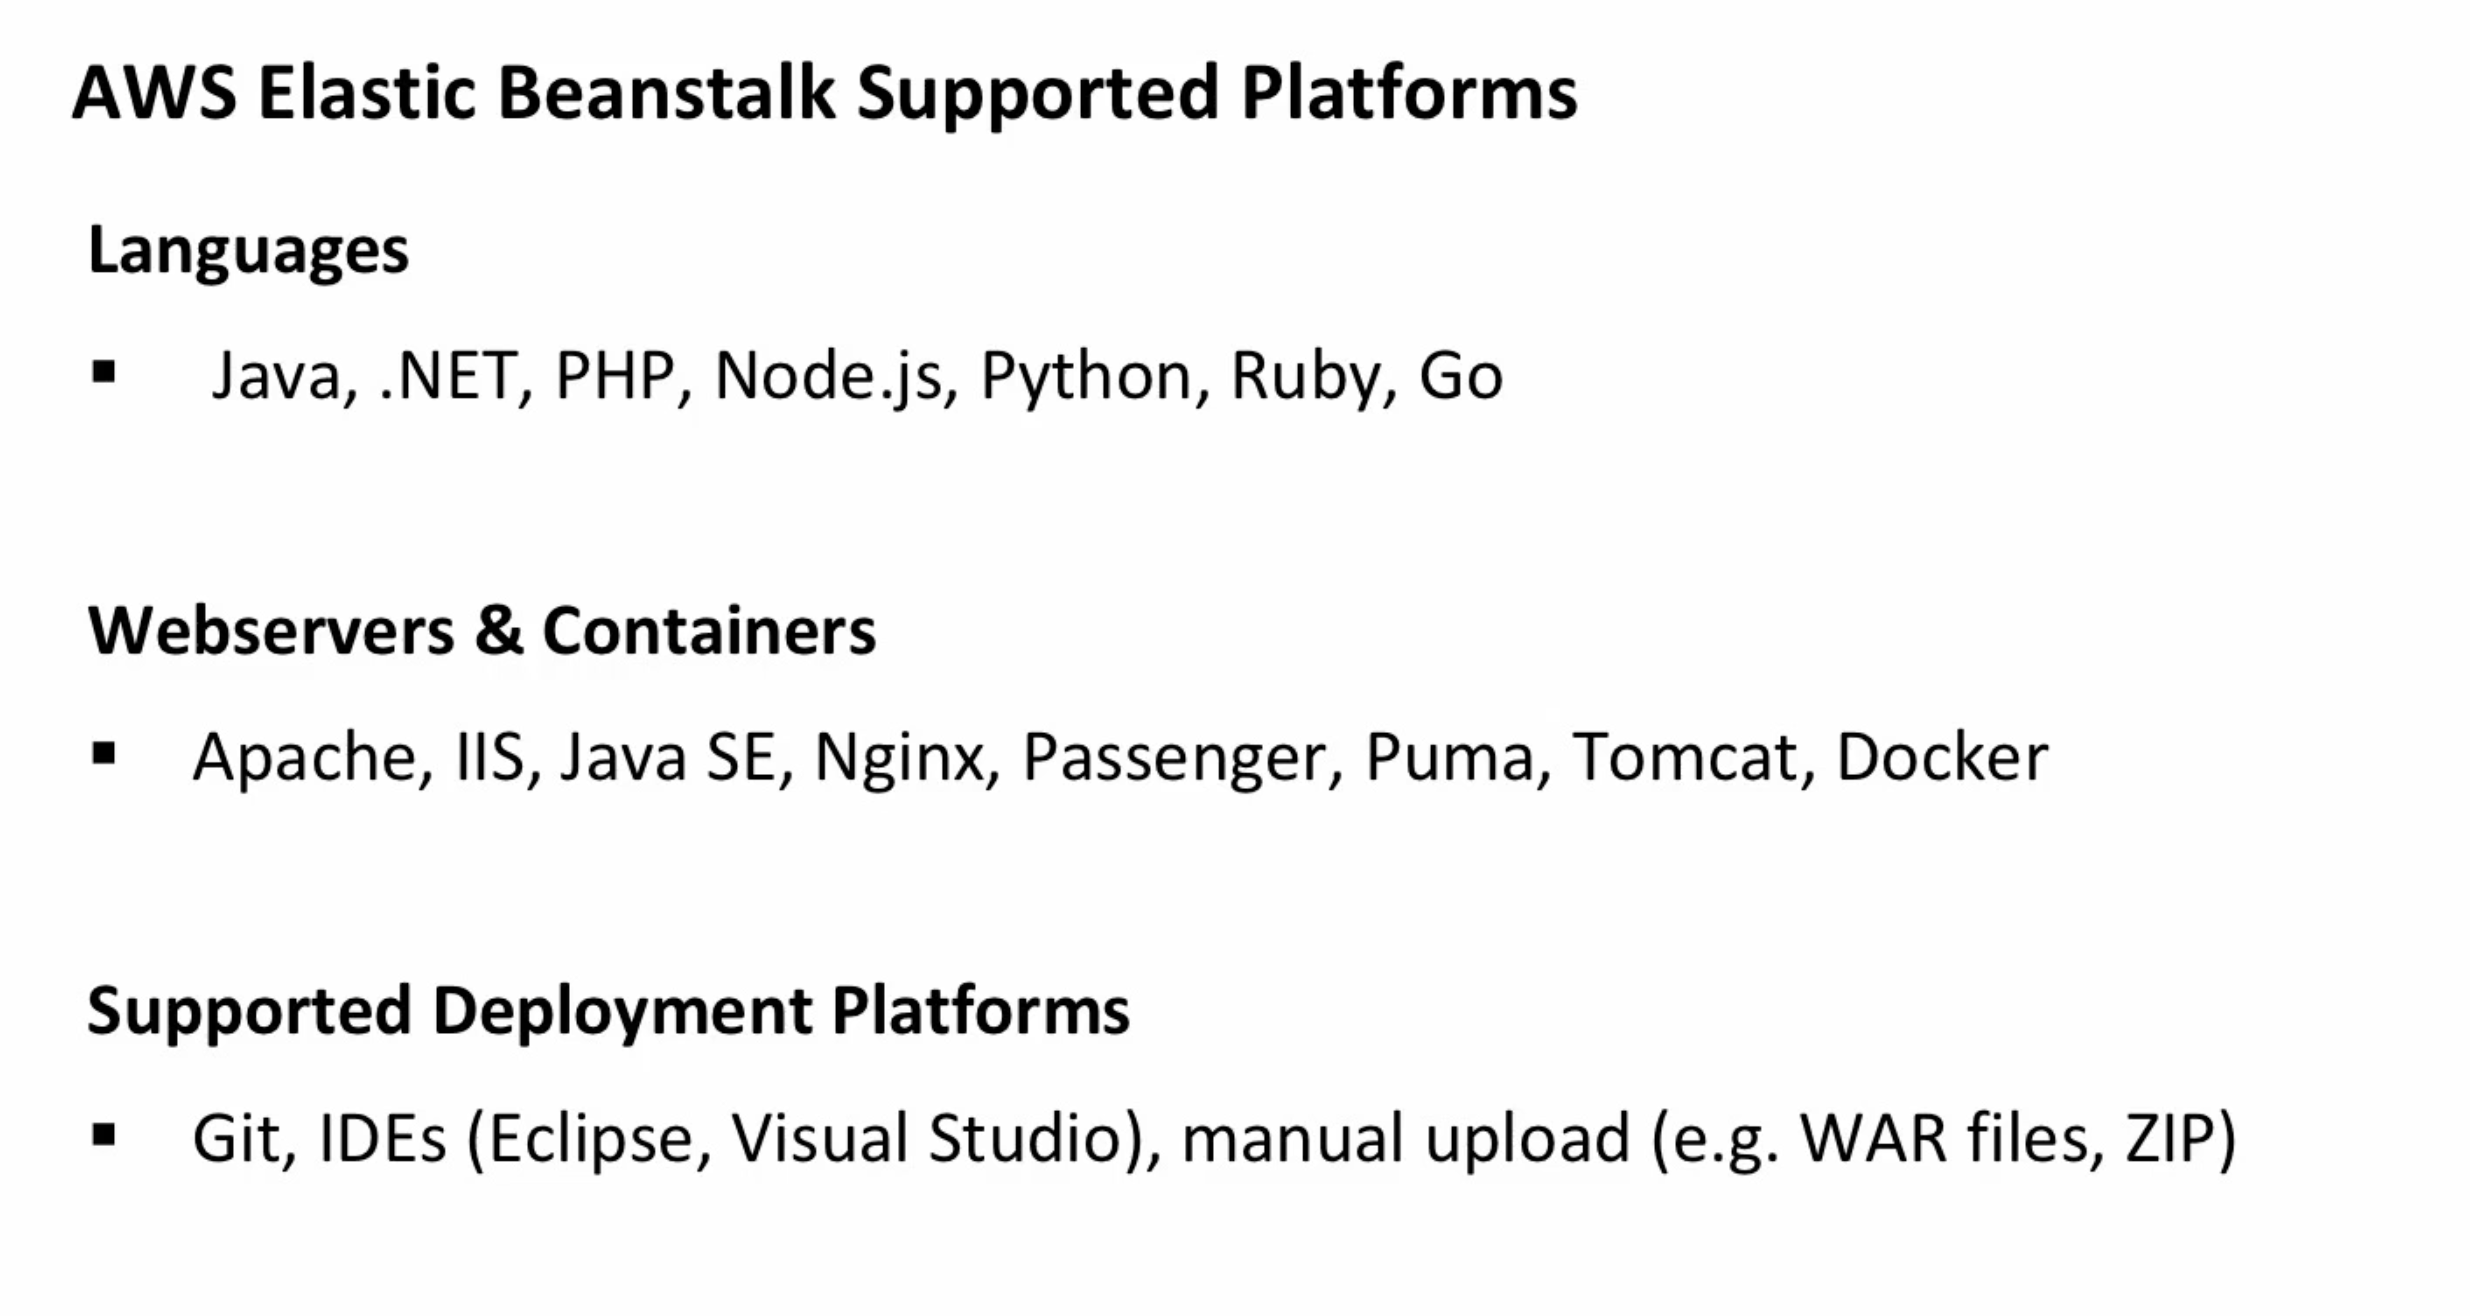 AWS Elastic Beanstalk Supported Platforms
Languages
▪ Java, .NET, PHP, Node.js, Python, Ruby, Go
Webservers & Containers
▪ Apache, IIS, Java SE, Nginx, Passenger, Puma, Tomcat, Docker
Supported Deployment Platforms
▪ Git, IDEs (Eclipse, Visual Studio), manual upload (e.g. WAR files, ZIP)